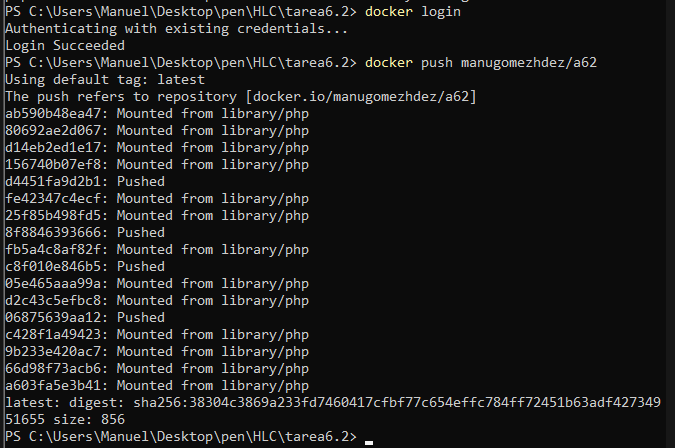 PS C:\Users\Manuel\Desktop\pen\HLC\tarea6.2> docker login
Authenticating with existing credentials...
Login Succeeded
PS C:\Users\Manuel\Desktop\pen\HLC\tarea6.2> docker push manugomezhdez/a62
Using default tag: latest
The push refers to repository [docker.io/manugomezhdez/a62]
ab590b48ea47: Mounted from library/php
80692ae2d067: Mounted from library/php
d14eb2ed1e17: Mounted from library/php
156740b07ef8: Mounted from library/php
d4451fa9d2b1: Pushed
fe42347c4ecf: Mounted from library/php
25f85b498fd5: Mounted from library/php
8f8846393666: Pushed
fb5a4c8af82f: Mounted from library/php
c8f010e846b5: Pushed
05e465aaa99a: Mounted from library/php
d2c43c5efbc8: Mounted from library/php
06875639aa12: Pushed
c428f1a49423: Mounted from library/php
9b233e420ac7: Mounted from library/php
66d98f73acb6: Mounted from library/php
a603fa5e3b41: Mounted from library/php
latest: digest: sha256:38304c3869a233fd7460417cfbf77c654effc784ff72451b63adf427349
51655 size: 856
PS C:\Users\Manuel\Desktop\pen\HLC\tarea6.2>